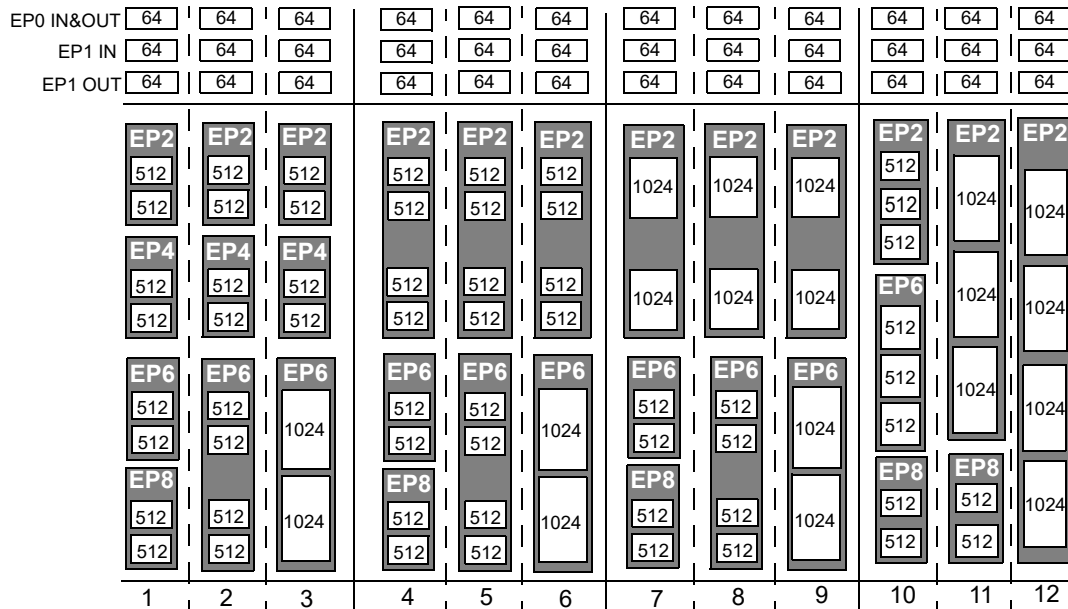 EP0 IN&OUT 64 64 64 64 64 64 64 64 64 64 64 64
EP1 IN 64 64 64 64 64 64 64 64 64 64 64 64
EP1 OUT 64 64 64 64 64 64 64 64 64 64 64 64
EP2 EP2 EP2 EP2 EP2 EP2 EP2 EP2 EP2 EP2 EP2 EP2
512 512 512 512 512 512 1024 1024 1024 512 1024 1024
512 512 512 512 512 512 512
512
EP4 EP4 EP4
512 512 512 512 512 512 1024 1024 1024 EP6 1024 1024
512 512 512 512 512 512 512
EP6 EP6 EP6 EP6 EP6 EP6 EP6 EP6 EP6 512
512 512 1024 512 512 1024 512 512 1024 512 1024 1024
512 512 512 512 512 512
EP8 EP8 EP8 EP8 EP8
512 512 1024 512 512 1024 512 512 1024 512 512 1024
512 512 512 512 512 512 512 512
1 2 3 4 5 6 7 8 9 10 11 12